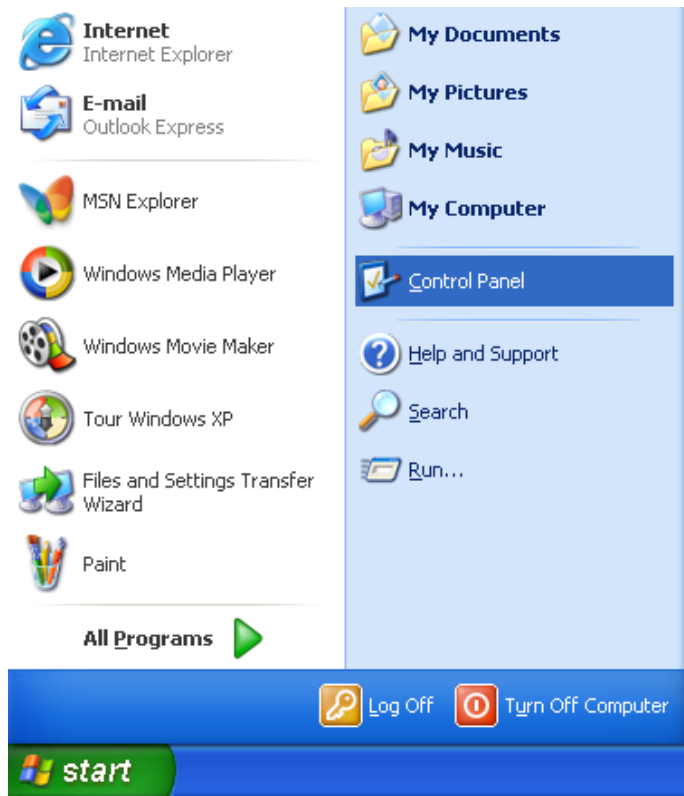 Internet
Internet Explorer
E-mail
Outlook Express
MSN Explorer
Windows Media Player
Windows Movie Maker
Tour Windows XP
Files and Settings Transfer
Wizard
Paint
All Programs
My Documents
My Pictures
My Music
My Computer
Control Panel
Help and Support
Search
Run...
Log Off
Turn Off Computer
start